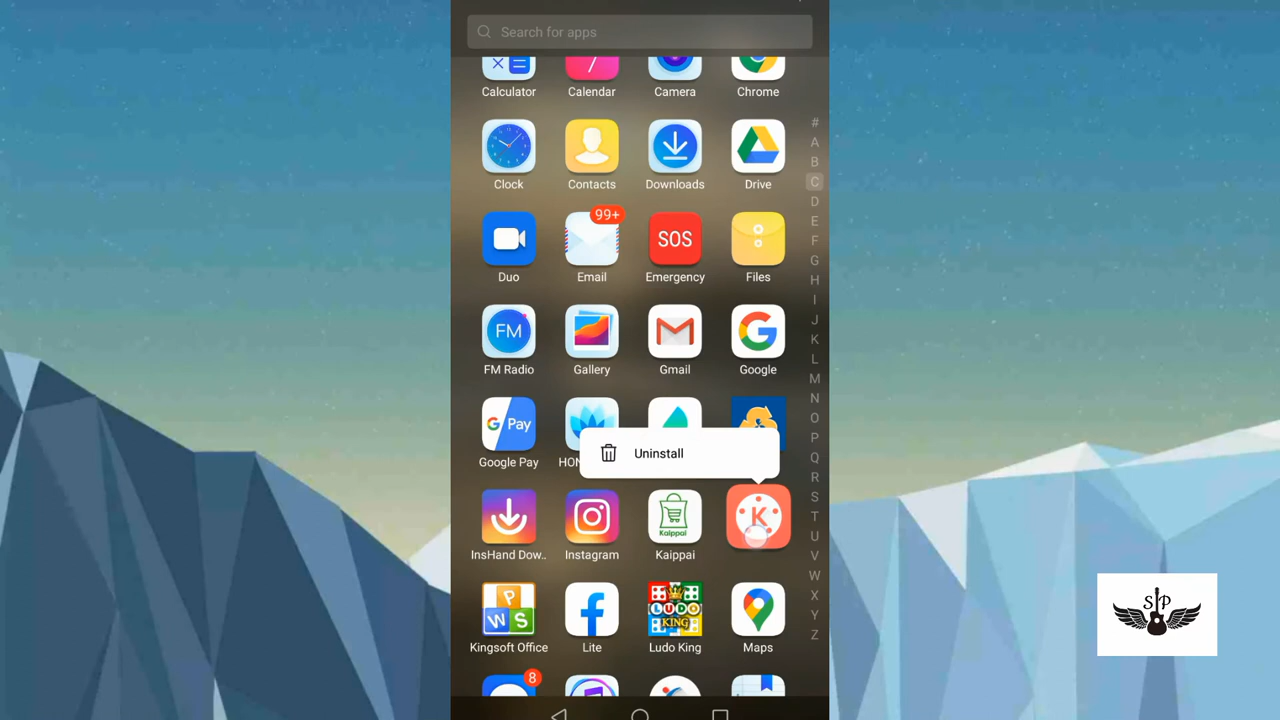 Search for apps
Calculator
Calendar
Camera
Chrome
Clock
Contacts
Downloads
Drive
99+
SOS
Duo
Email
Emergency
Files
FM
FM Radio
Gallery
Gmail
Google
G Pay
Google Pay
HON
Uninstall
K
Kaippai
InsHand Dow..
Instagram
Kaippai
P
W S
LUDO
KING
Kingsoft Office
Lite
Ludo King
Maps
8
#
A
B
C
D
E
F
G
H
I
J
K
L
M
N
O
P
Q
R
S
T
U
V
W
X
Y
Z
SP